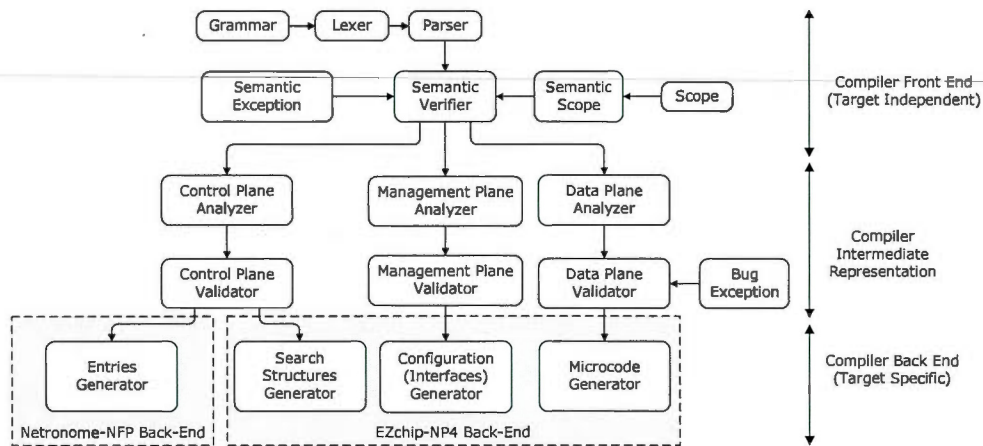 Grammar
Lexer
Parser
Semantic
Exception
Semantic
Verifier
Semantic
Scope
Scope
Compiler Front End
(Target Independent)
Control Plane
Analyzer
Management Plane
Analyzer
Data Plane
Analyzer
Control Plane
Validator
Management Plane
Validator
Data Plane
Validator
Bug
Exception
Compiler
Intermediate
Representation
Entries
Generator
Search
Structures
Generator
Configuration
(Interfaces)
Generator
Microcode
Generator
Compiler Back End
(Target Specific)
Netronome-NFP Back-End
EZchip-NP4 Back-End